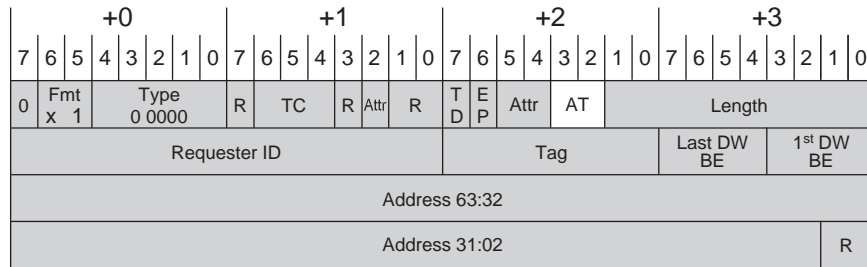 +0 +1 +2 +3
7 6 5 4 3 2 1 0 7 6 5 4 3 2 1 0 7 6 5 4 3 2 1 0 7 6 5 4 3 2 1 0
0 Fmt x 1 Type 0 0000 R TC R Attr R TD EP Attr AT Length
Requester ID Tag Last DW BE 1st DW BE
Address 63:32
Address 31:02 R